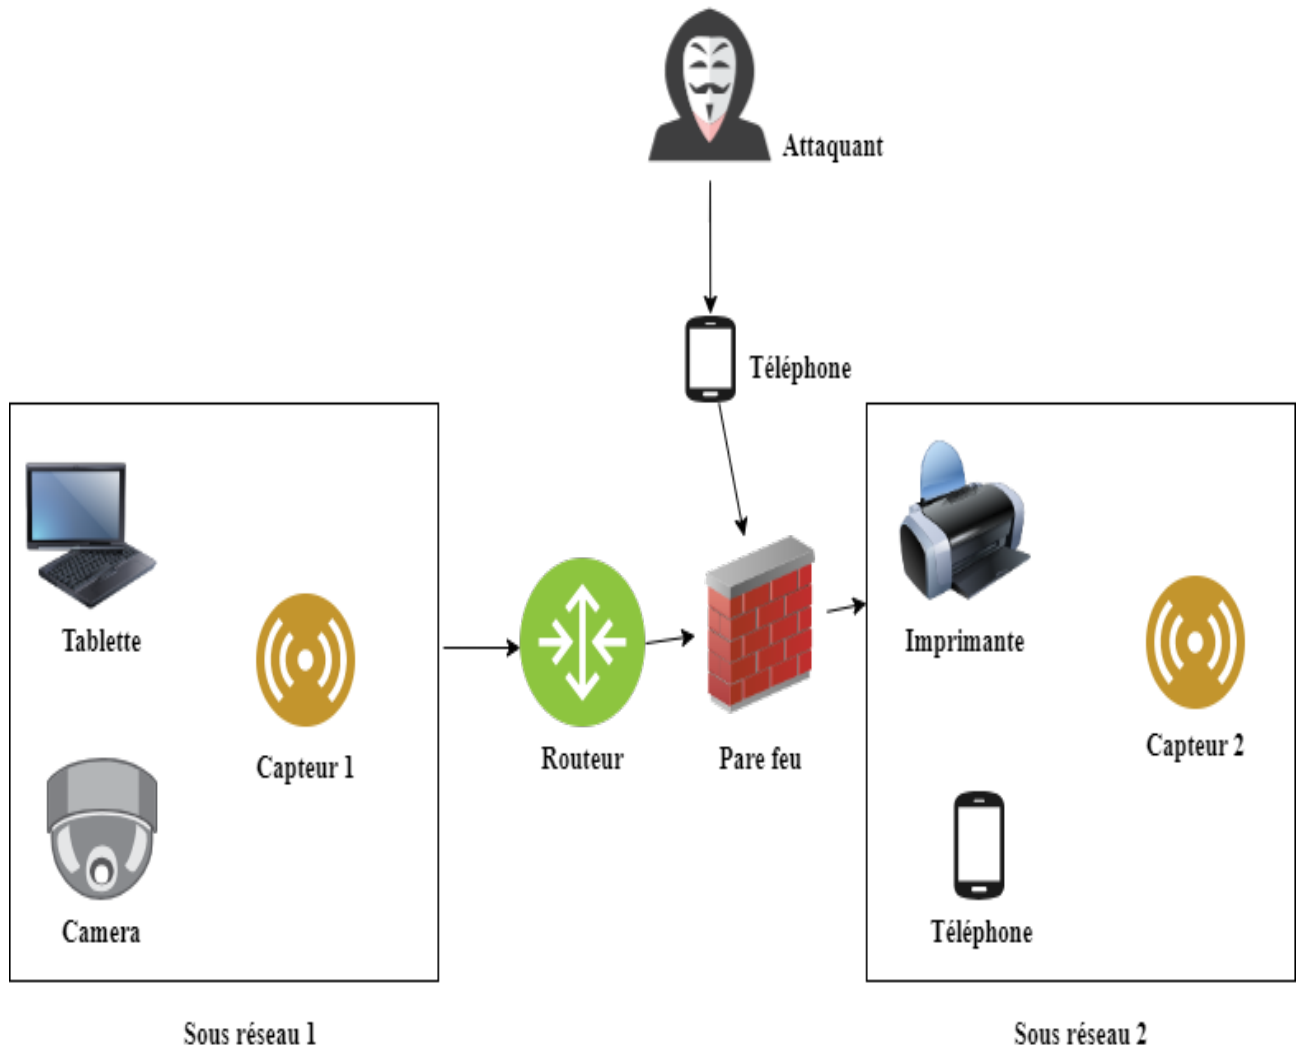 Attaquant
Téléphone
Tablette
Capteur 1
Camera
Routeur
Pare feu
Imprimante
Capteur 2
Téléphone
Sous réseau 1
Sous réseau 2